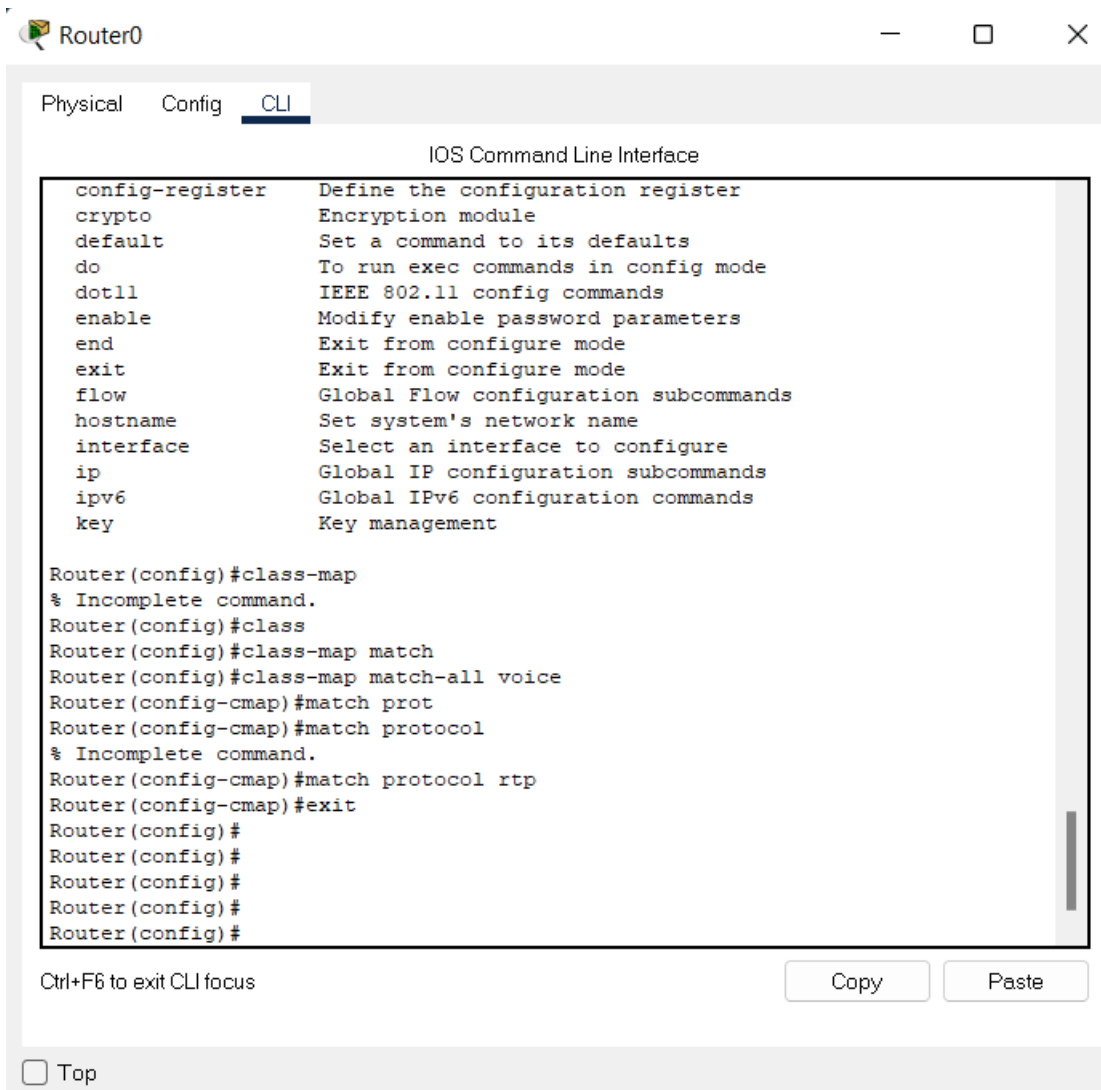 Router0
Physical Config CLI
IOS Command Line Interface
config-register Define the configuration register
crypto Encryption module
default Set a command to its defaults
do To run exec commands in config mode
dot11 IEEE 802.11 config commands
enable Modify enable password parameters
end Exit from configure mode
exit Exit from configure mode
flow Global Flow configuration subcommands
hostname Set system's network name
interface Select an interface to configure
ip Global IP configuration subcommands
ipv6 Global IPv6 configuration commands
key Key management
Router(config)#class-map
% Incomplete command.
Router(config)#class
Router(config)#class-map match
Router(config)#class-map match-all voice
Router(config-cmap)#match prot
Router(config-cmap)#match protocol
% Incomplete command.
Router(config-cmap)#match protocol rtp
Router(config-cmap)#exit
Router(config)#
Router(config)#
Router(config)#
Router(config)#
Router(config)#
Ctrl+F6 to exit CLI focus Copy Paste
Top